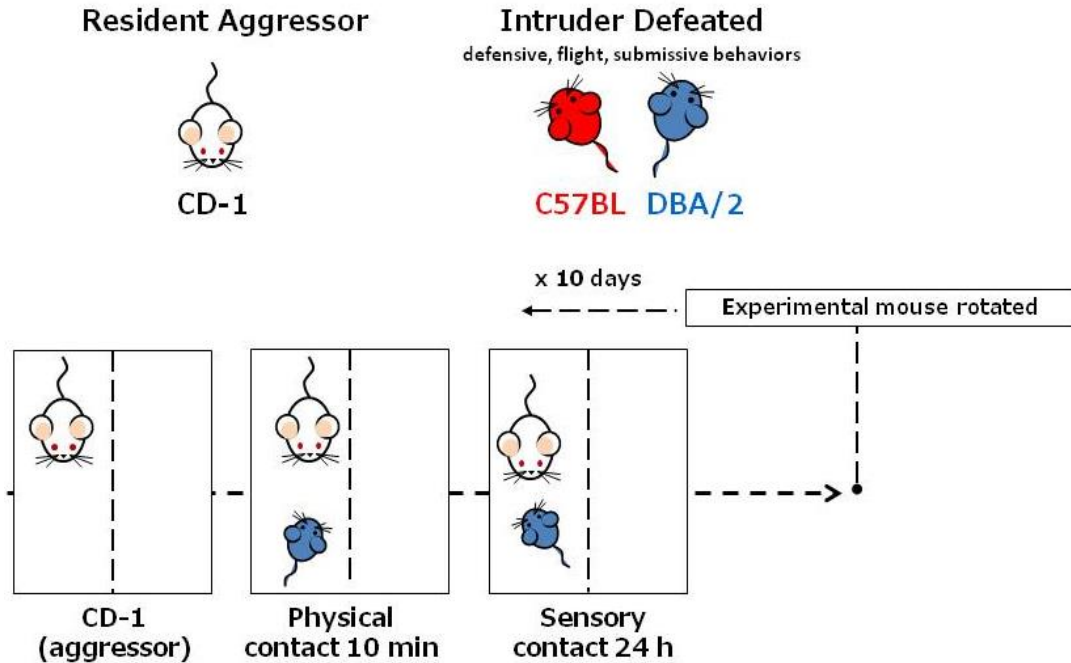 Resident Aggressor
Intruder Defeated
defensive, flight, submissive behaviors
CD-1
C57BL
DBA/2
x 10 days
Experimental mouse rotated
CD-1
(aggressor)
Physical
contact 10 min
Sensory
contact 24 h